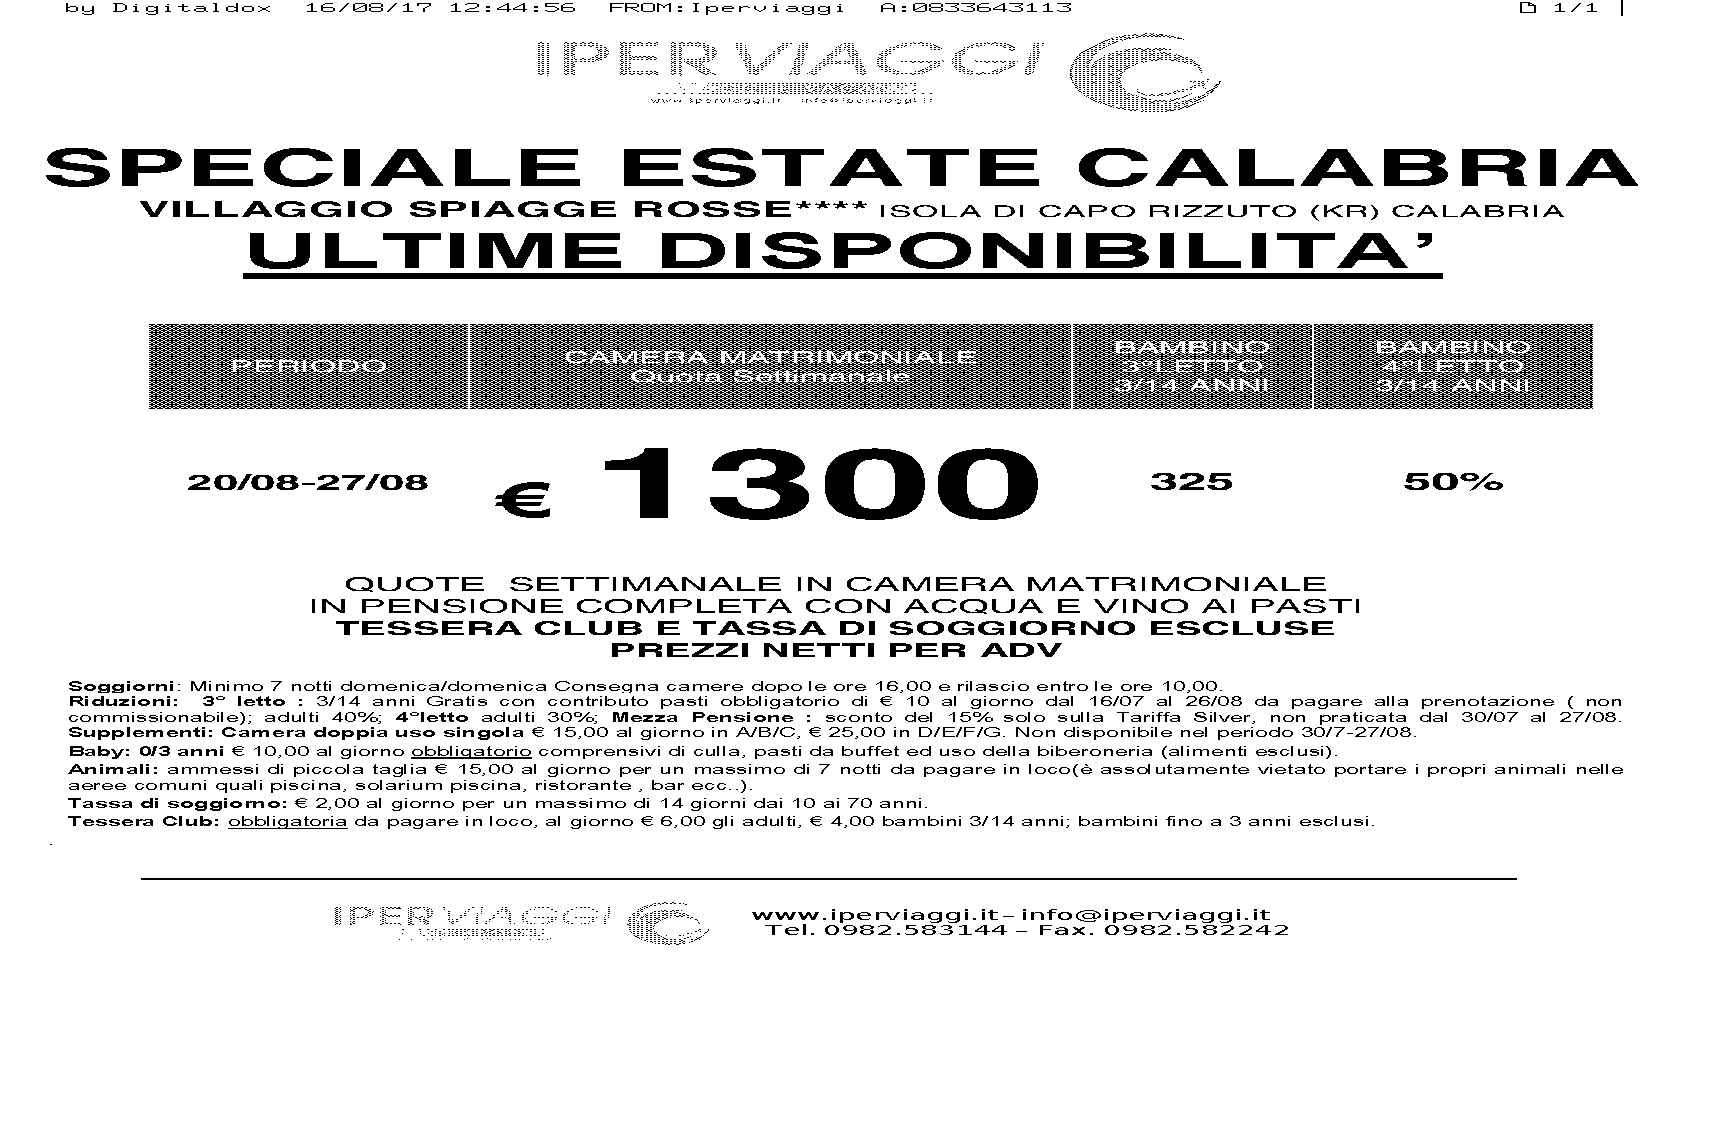 by Digitaldox 16/08/17 12:44:56 FROM:Iperviaggi A:0833643113 1/1
IPERVIAGGI
www.iperviaggi.it info@iperviaggi.it
SPECIALE ESTATE CALABRIA
VILLAGGIO SPIAGGE ROSSE**** ISOLA DI CAPO RIZZUTO (KR) CALABRIA
ULTIME DISPONIBILITA’
PERIODO
CAMERA MATRIMONIALE
Quota Settimanale
BAMBINO
3°LETTO
3/14 ANNI
BAMBINO
4°LETTO
3/14 ANNI
20/08-27/08
€ 1300
325
50%
QUOTE SETTIMANALE IN CAMERA MATRIMONIALE
IN PENSIONE COMPLETA CON ACQUA E VINO AI PASTI
TESSERA CLUB E TASSA DI SOGGIORNO ESCLUSE
PREZZI NETTI PER ADV
Soggiorni: Minimo 7 notti domenica/domenica Consegna camere dopo le ore 16,00 e rilascio entro le ore 10,00.
Riduzioni: 3° letto : 3/14 anni Gratis con contributo pasti obbligatorio di € 10 al giorno dal 16/07 al 26/08 da pagare alla prenotazione ( non
commissionabile); adulti 40%; 4°letto adulti 30%; Mezza Pensione : sconto del 15% solo sulla Tariffa Silver, non praticata dal 30/07 al 27/08.
Supplementi: Camera doppia uso singola € 15,00 al giorno in A/B/C, € 25,00 in D/E/F/G. Non disponibile nel periodo 30/7-27/08.
Baby: 0/3 anni € 10,00 al giorno obbligatorio comprensivi di culla, pasti da buffet ed uso della biberoneria (alimenti esclusi).
Animali: ammessi di piccola taglia € 15,00 al giorno per un massimo di 7 notti da pagare in loco(è assolutamente vietato portare i propri animali nelle
aeree comuni quali piscina, solarium piscina, ristorante , bar ecc..).
Tassa di soggiorno: € 2,00 al giorno per un massimo di 14 giorni dai 10 ai 70 anni.
Tessera Club: obbligatoria da pagare in loco, al giorno € 6,00 gli adulti, € 4,00 bambini 3/14 anni; bambini fino a 3 anni esclusi.
IPERVIAGGI
www.iperviaggi.it – info@iperviaggi.it
Tel. 0982.583144 – Fax. 0982.582242